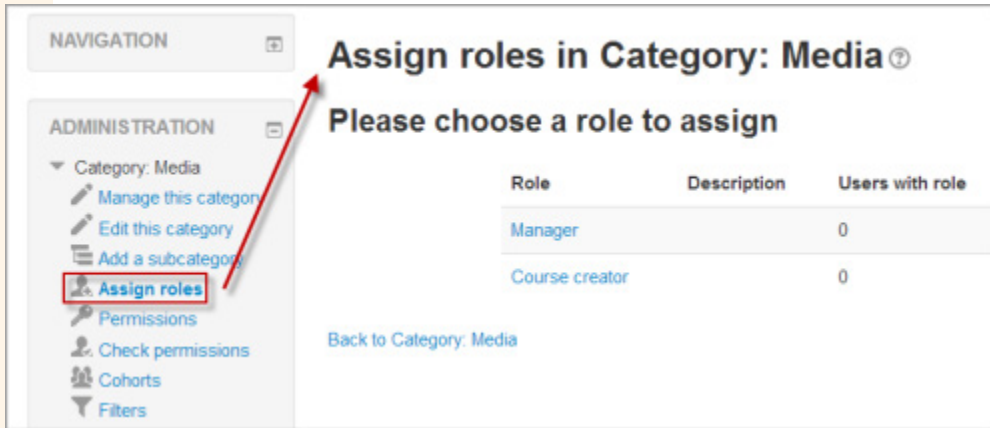 NAVIGATION
ADMINISTRATION
Category: Media
Manage this category
Edit this category
Add a subcategory
Assign roles
Permissions
Check permissions
Cohorts
Filters
Assign roles in Category: Media
Please choose a role to assign
Role Description Users with role
Manager 0
Course creator 0
Back to Category: Media